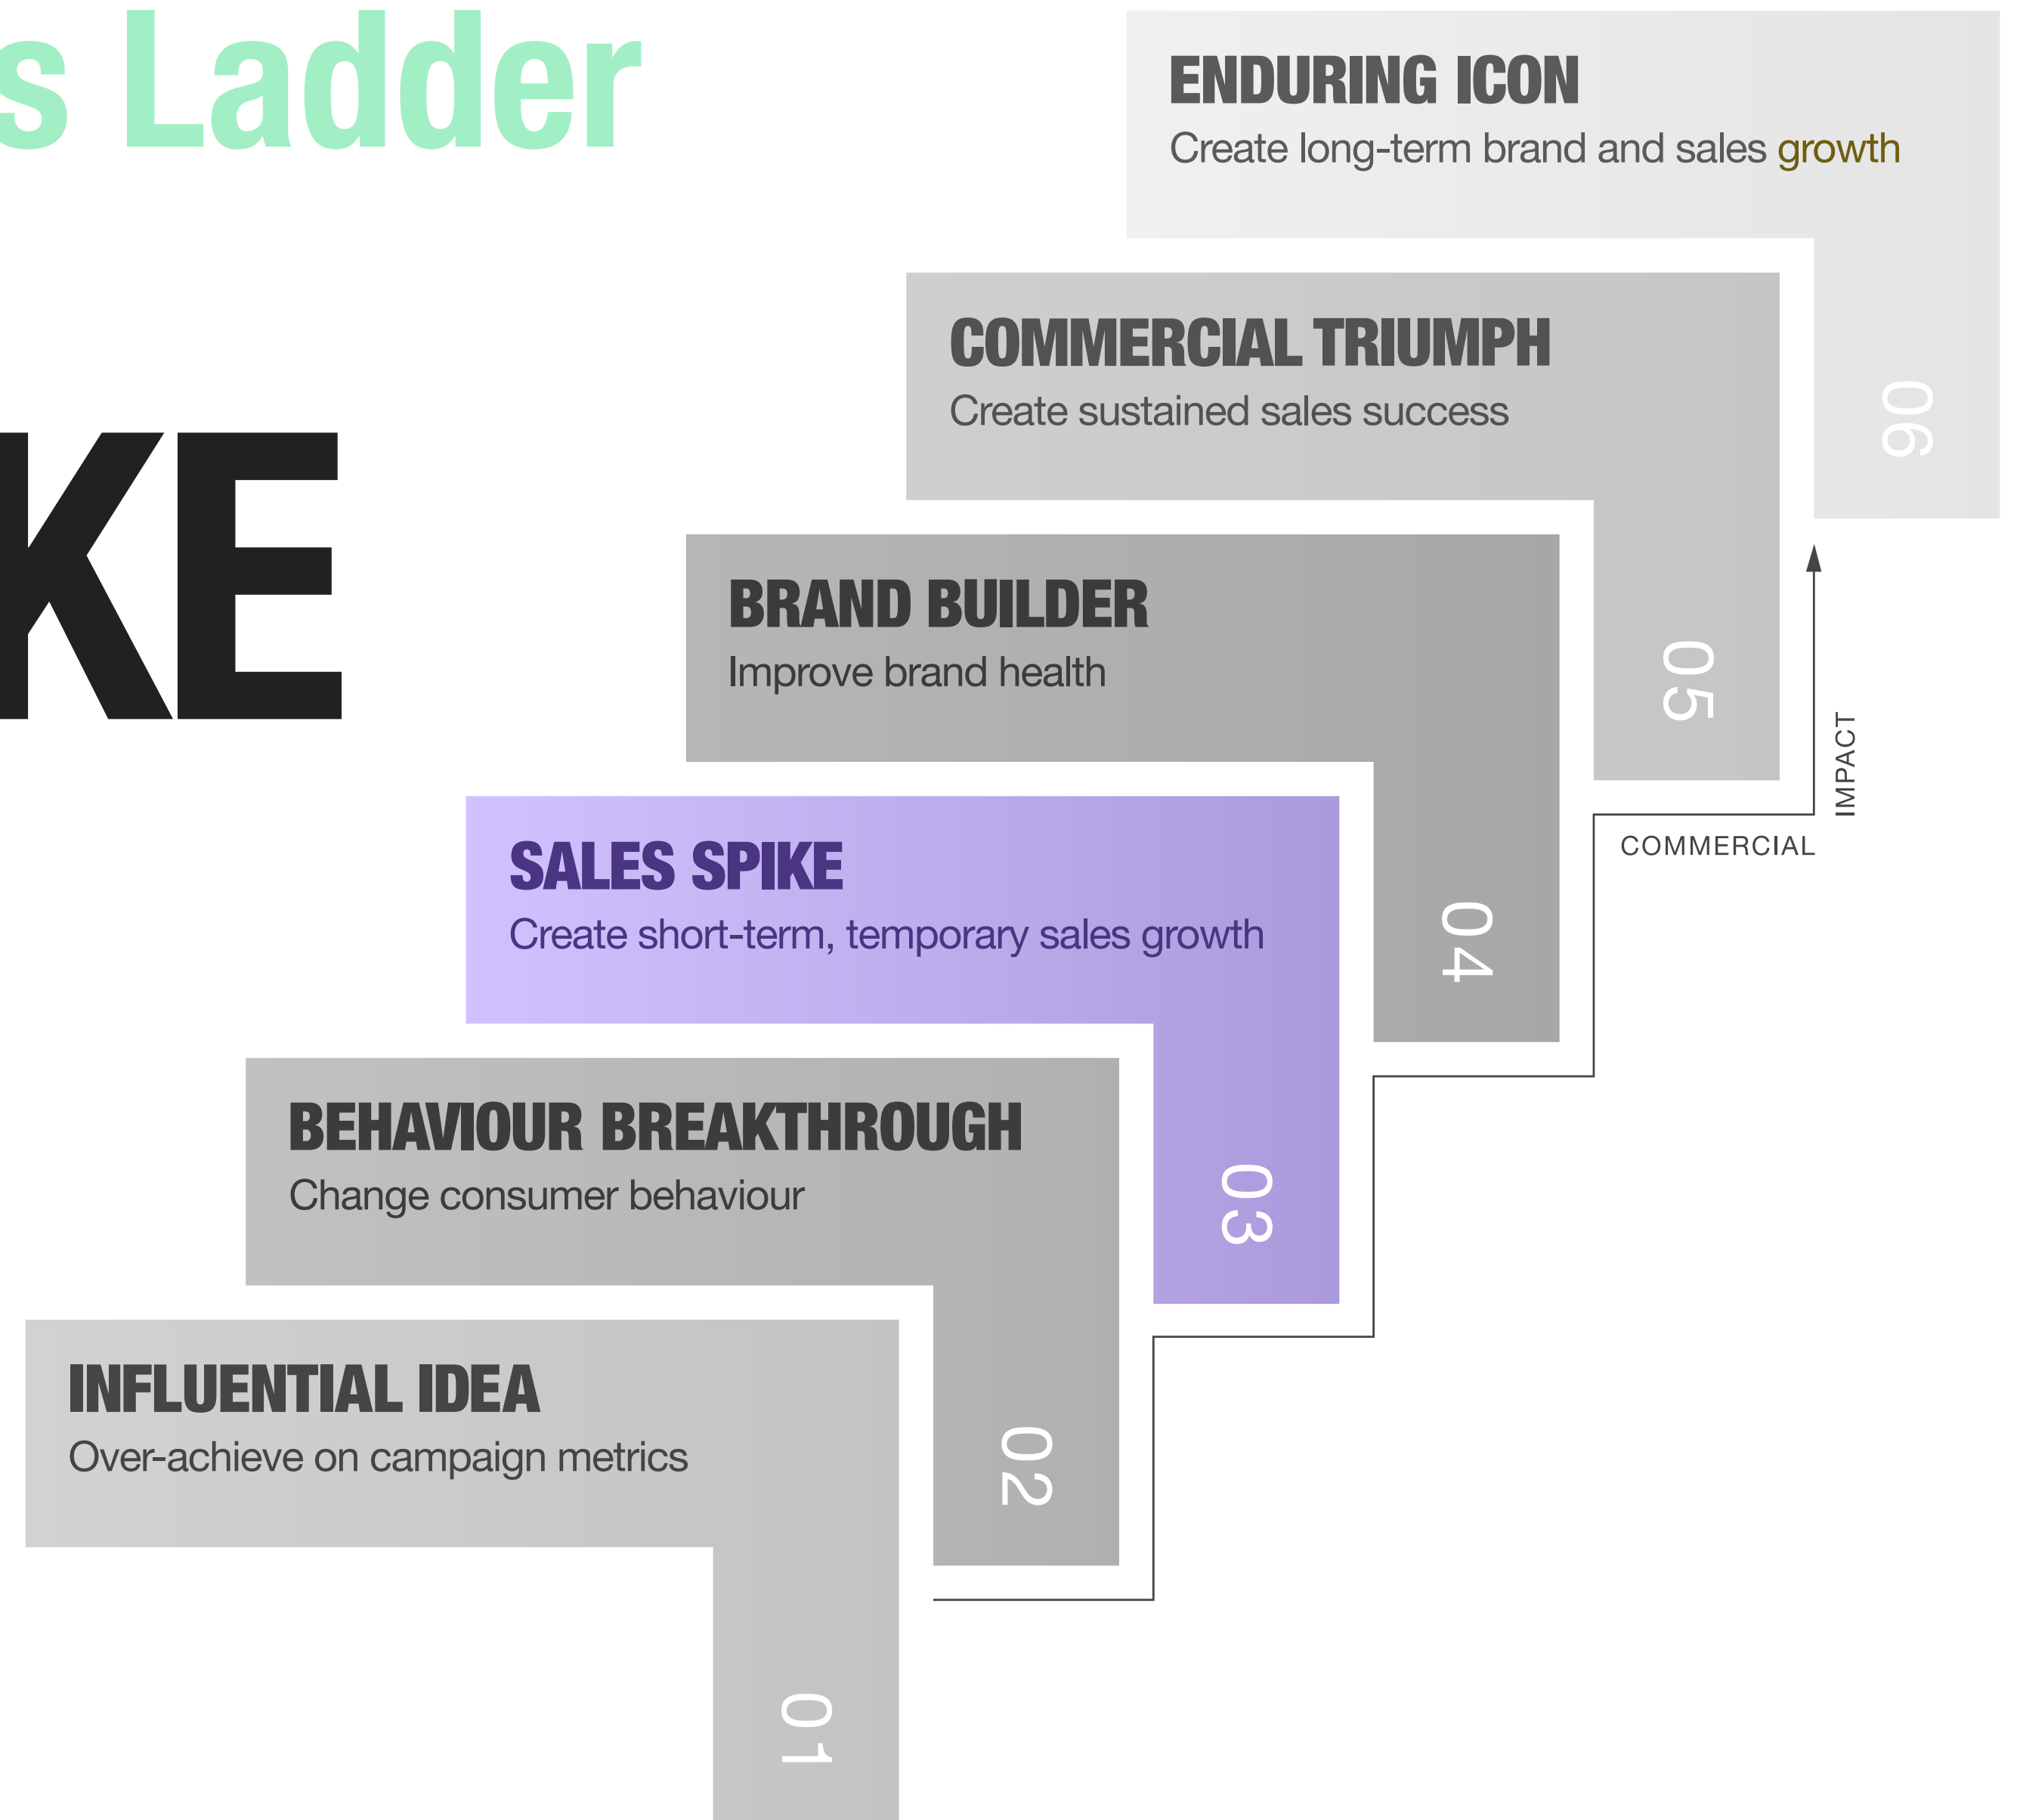 s Ladder
KE
ENDURING ICON
Create long-term brand and sales growth
06
COMMERCIAL TRIUMPH
Create sustained sales success
05
BRAND BUILDER
Improve brand health
04
IMPACT
COMMERCIAL
SALES SPIKE
Create short-term, temporary sales growth
03
BEHAVIOUR BREAKTHROUGH
Change consumer behaviour
02
INFLUENTIAL IDEA
Over-achieve on campaign metrics
01